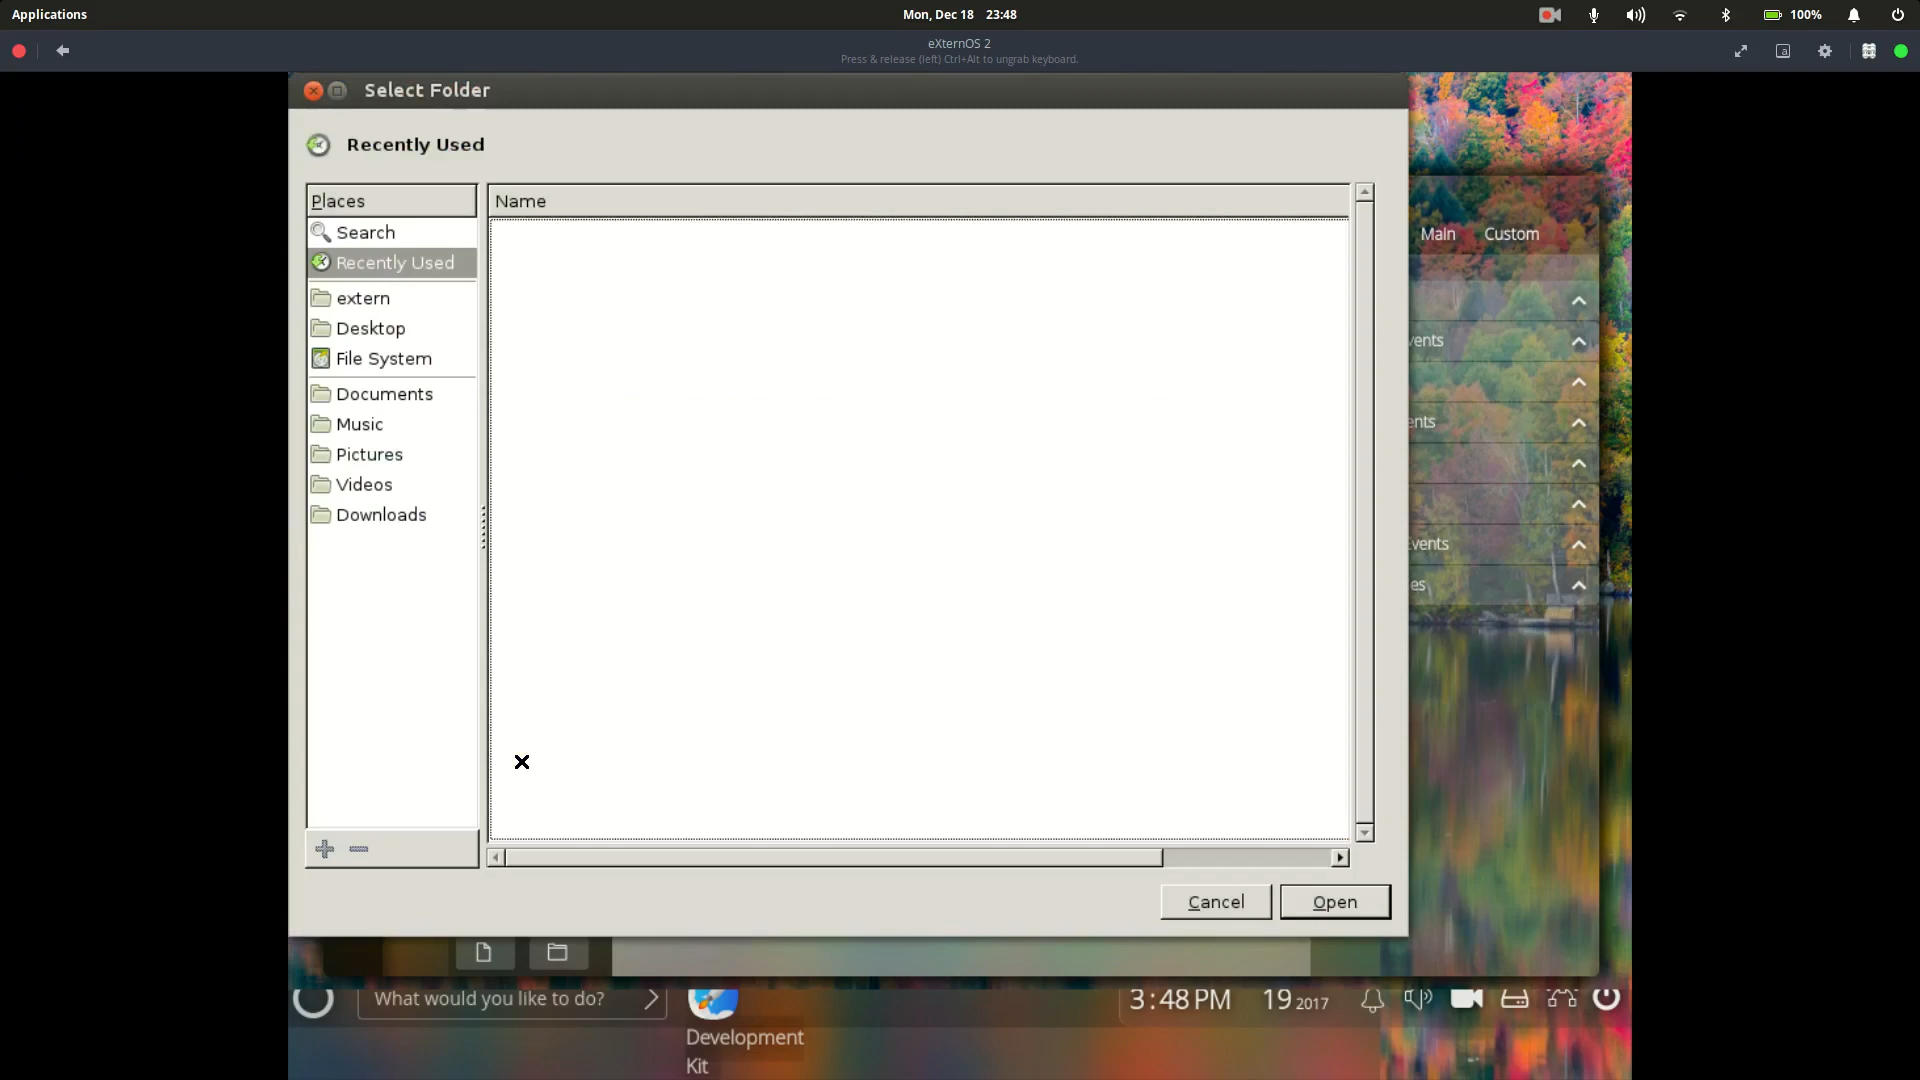 Applications
Mon, Dec 18 23:48
100%
eXternOS 2
Press & release (left) Ctrl+Alt to ungrab keyboard.
Select Folder
Recently Used
Places
Name
Search
Recently Used
extern
Desktop
File System
Documents
Music
Pictures
Videos
Downloads
Main Custom
vents
ents
Events
es
Cancel
Open
What would you like to do?
3:48 PM
19 2017
Development
Kit